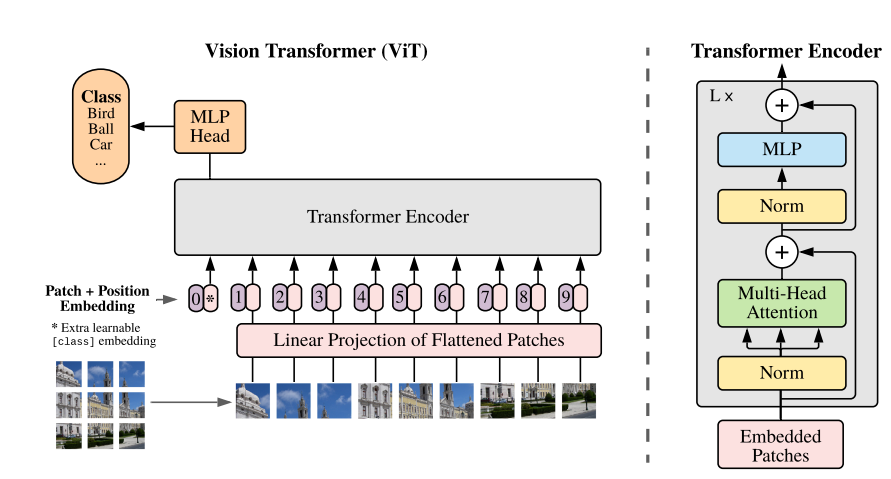 Vision Transformer (ViT)
Class
Bird
Ball
Car
...
MLP
Head
Transformer Encoder
Patch + Position
Embedding
* Extra learnable
[class] embedding
0 * 1 2 3 4 5 6 7 8 9
Linear Projection of Flattened Patches
Transformer Encoder
L x
+
MLP
Norm
+
Multi-Head
Attention
Norm
Embedded
Patches